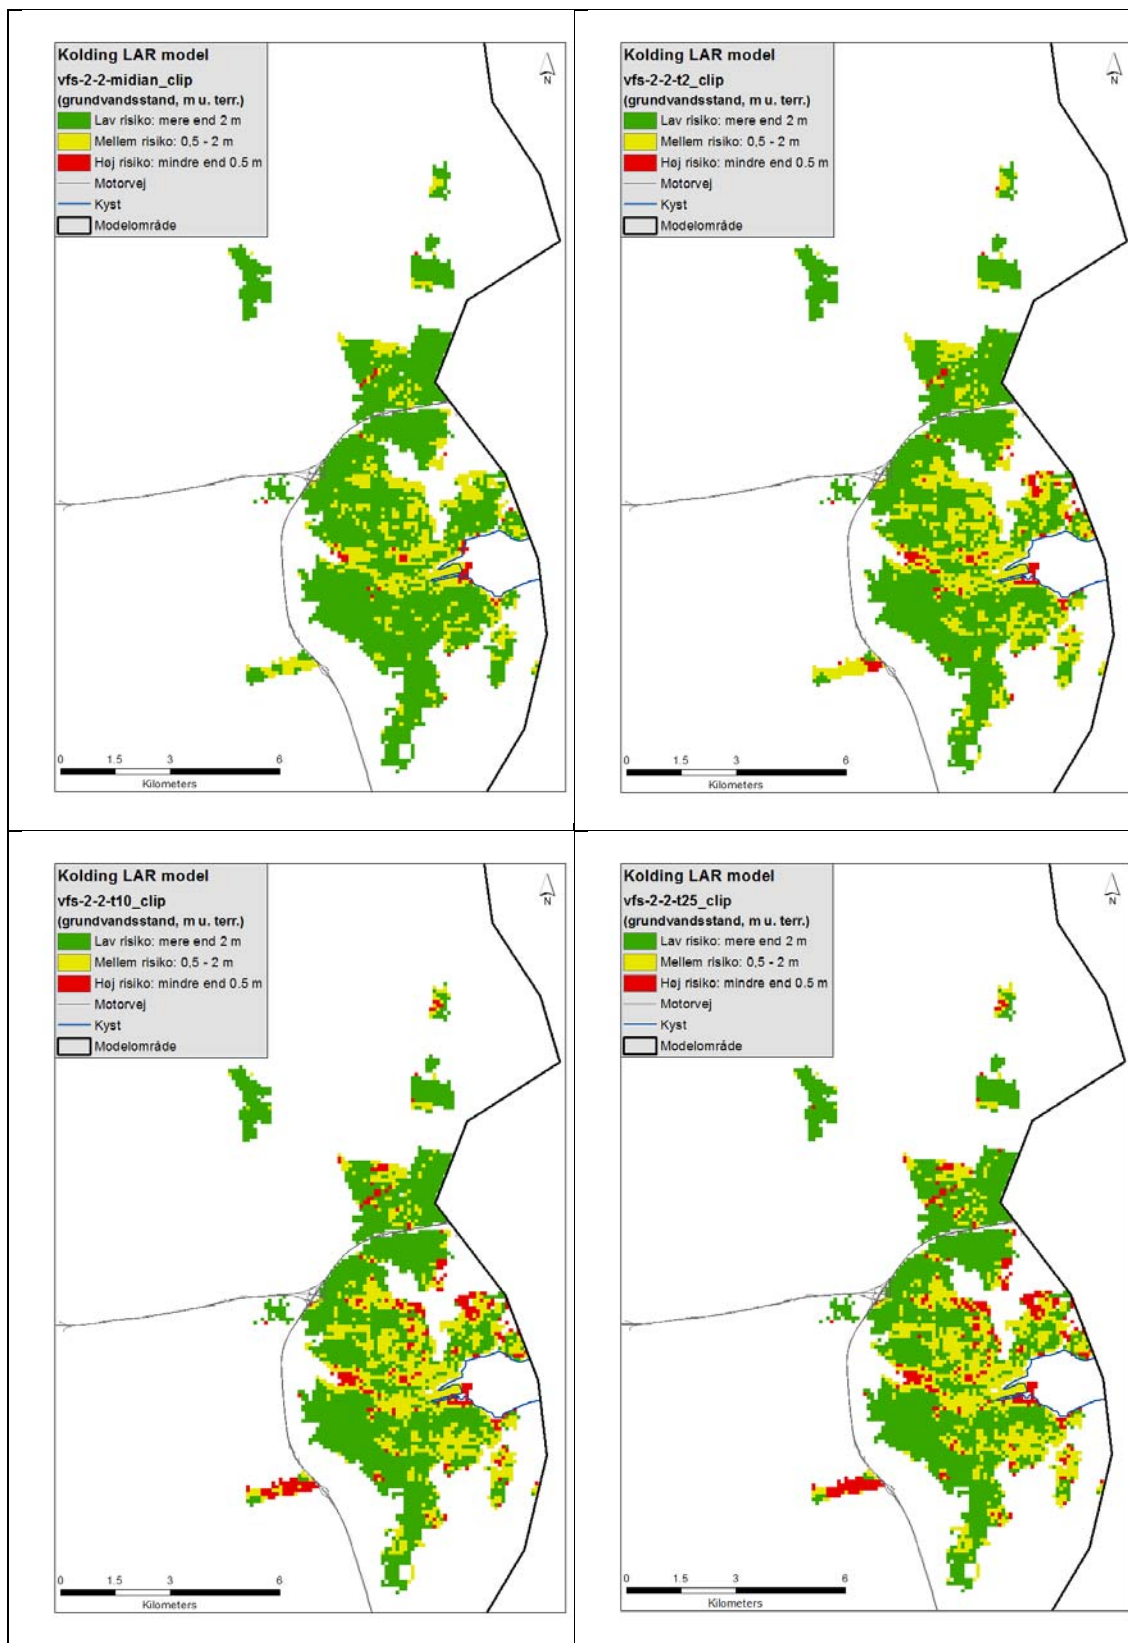 Kolding LAR model
vfs-2-2-midian_clip
(grundvandsstand, m u. terr.)
Lav risiko: mere end 2 m
Mellem risiko: 0,5 - 2 m
Høj risiko: mindre end 0.5 m
Motorvej
Kyst
Modelområde
N
0 1.5 3 6
Kilometers
Kolding LAR model
vfs-2-2-t2_clip
(grundvandsstand, m u. terr.)
Lav risiko: mere end 2 m
Mellem risiko: 0,5 - 2 m
Høj risiko: mindre end 0.5 m
Motorvej
Kyst
Modelområde
N
0 1.5 3 6
Kilometers
Kolding LAR model
vfs-2-2-t10_clip
(grundvandsstand, m u. terr.)
Lav risiko: mere end 2 m
Mellem risiko: 0,5 - 2 m
Høj risiko: mindre end 0.5 m
Motorvej
Kyst
Modelområde
N
0 1.5 3 6
Kilometers
Kolding LAR model
vfs-2-2-t25_clip
(grundvandsstand, m u. terr.)
Lav risiko: mere end 2 m
Mellem risiko: 0,5 - 2 m
Høj risiko: mindre end 0.5 m
Motorvej
Kyst
Modelområde
N
0 1.5 3 6
Kilometers